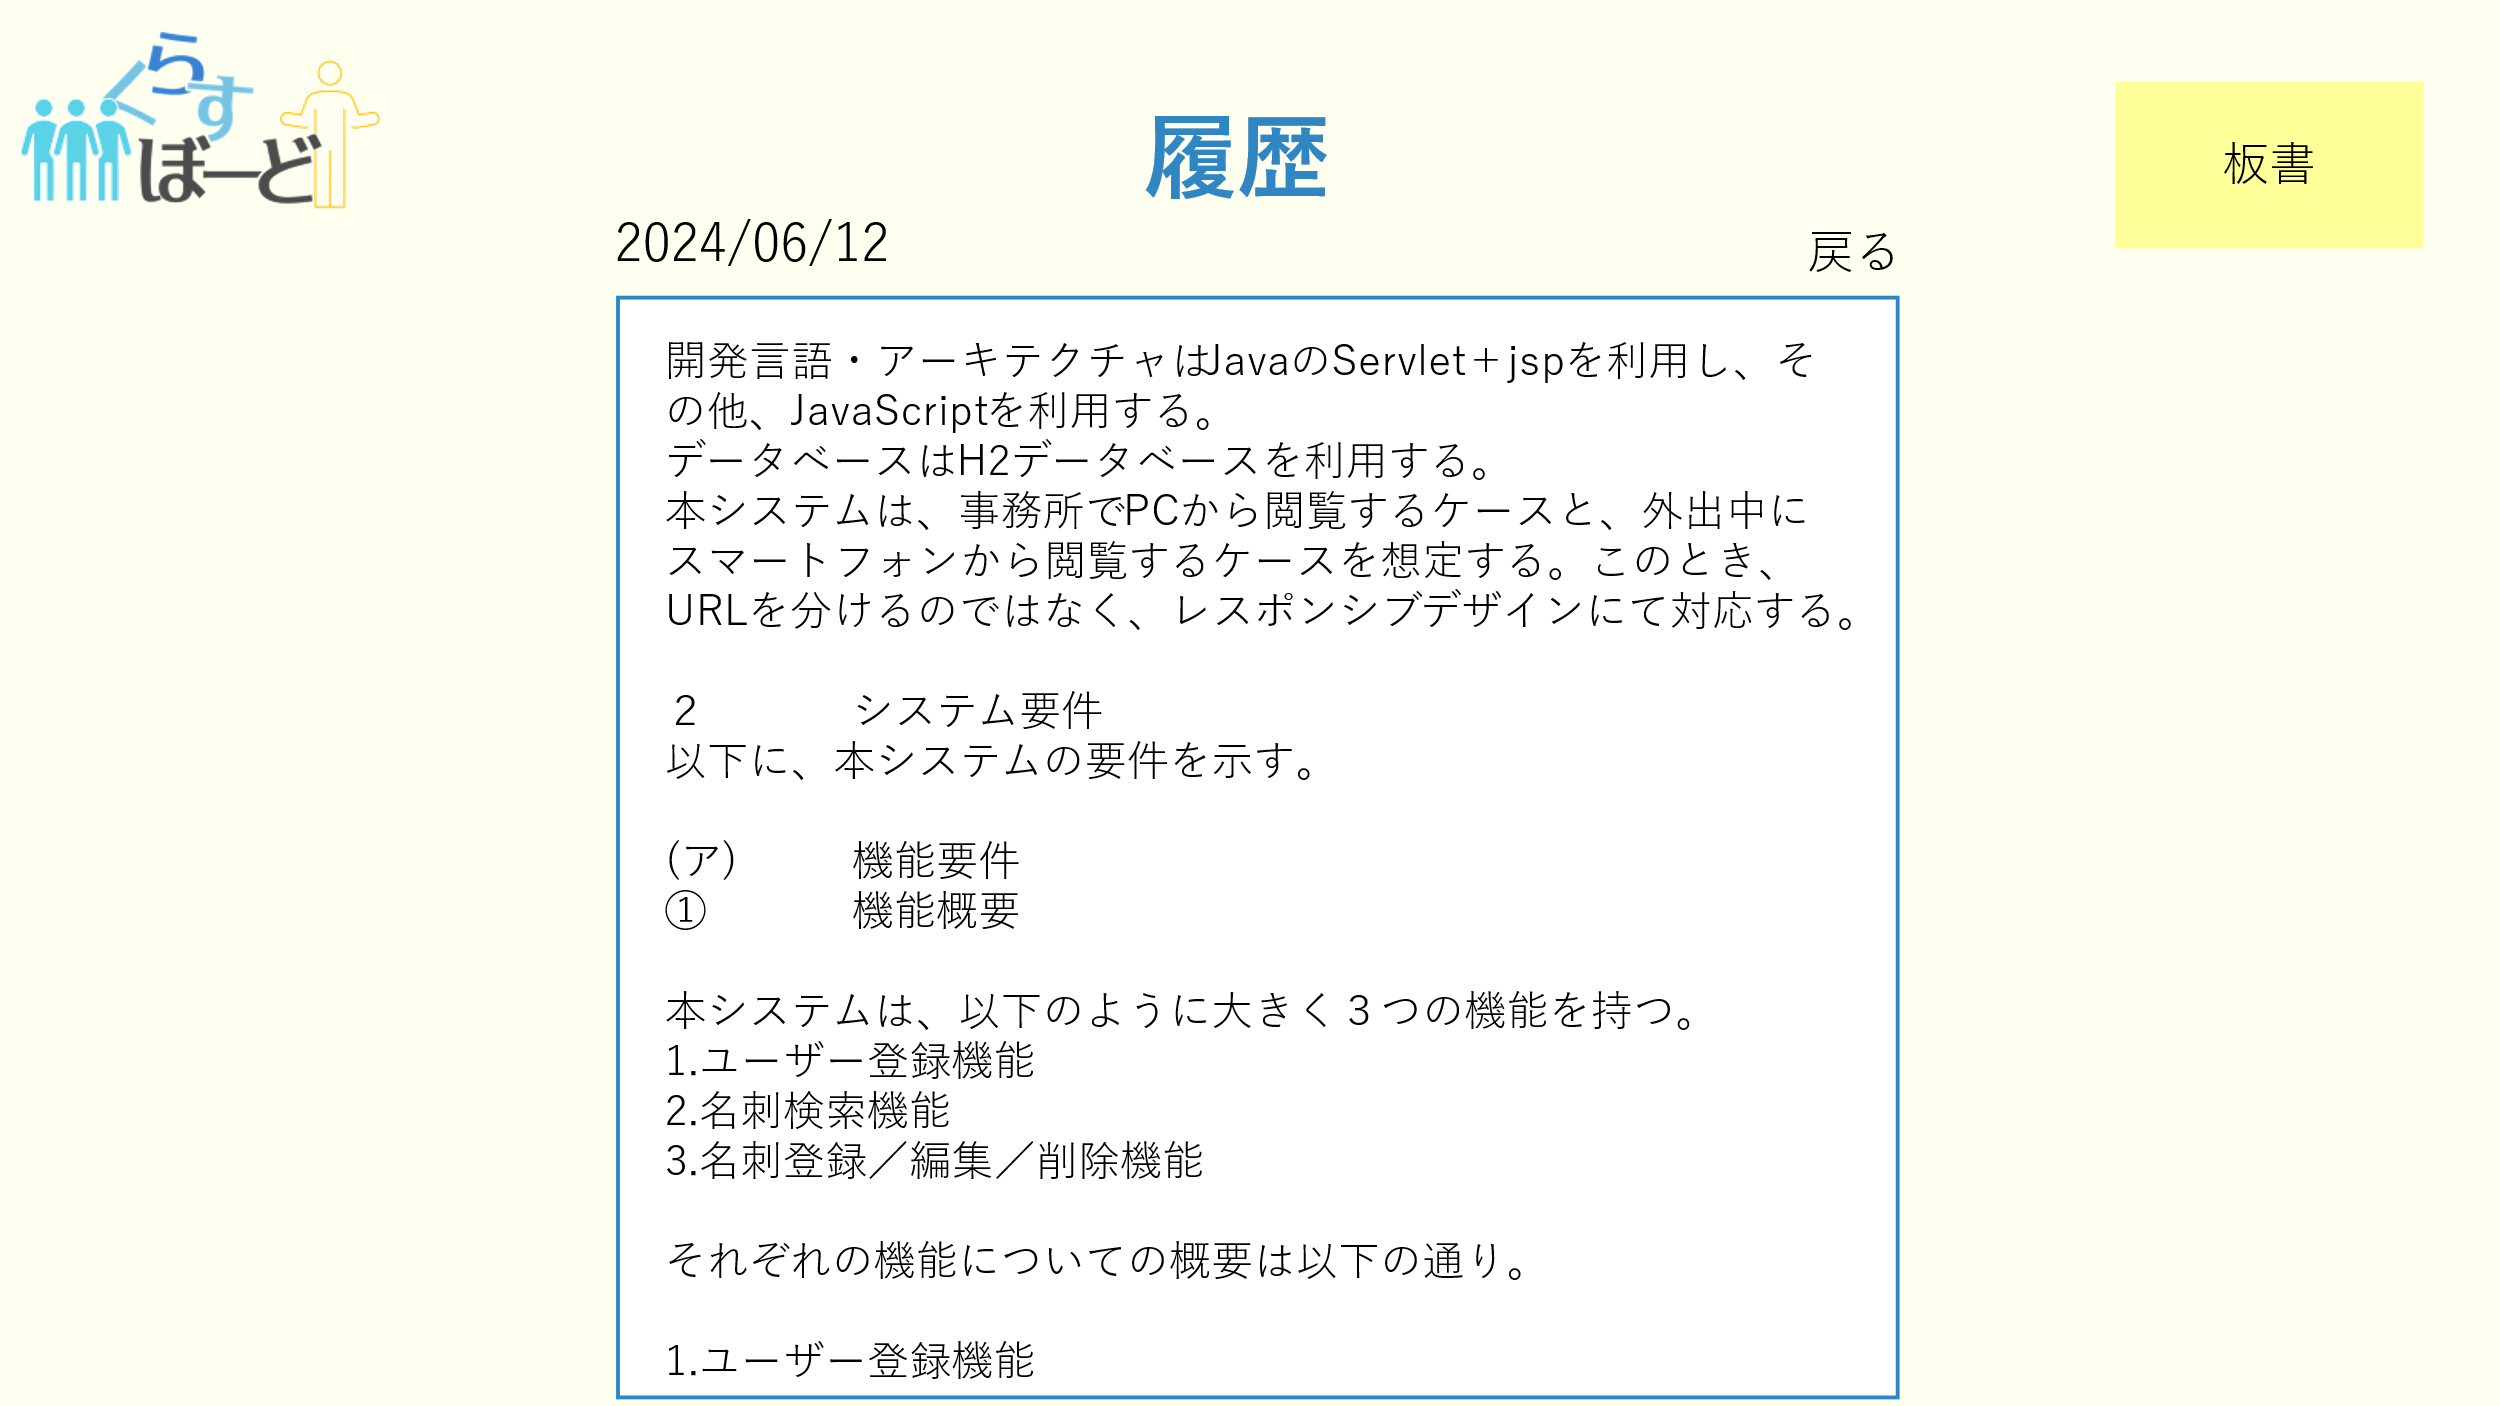 くらす
ぼーど
履歴
板書
2024/06/12
戻る
開発言語・アーキテクチャはJavaのServlet＋jspを利用し、そ
の他、JavaScriptを利用する。
データベースはH2データベースを利用する。
本システムは、事務所でPCから閲覧するケースと、外出中に
スマートフォンから閲覧するケースを想定する。このとき、
URLを分けるのではなく、レスポンシブデザインにて対応する。
２　システム要件
以下に、本システムの要件を示す。
(ア)　機能要件
①　機能概要
本システムは、以下のように大きく３つの機能を持つ。
1.ユーザー登録機能
2.名刺検索機能
3.名刺登録／編集／削除機能
それぞれの機能についての概要は以下の通り。
1.ユーザー登録機能